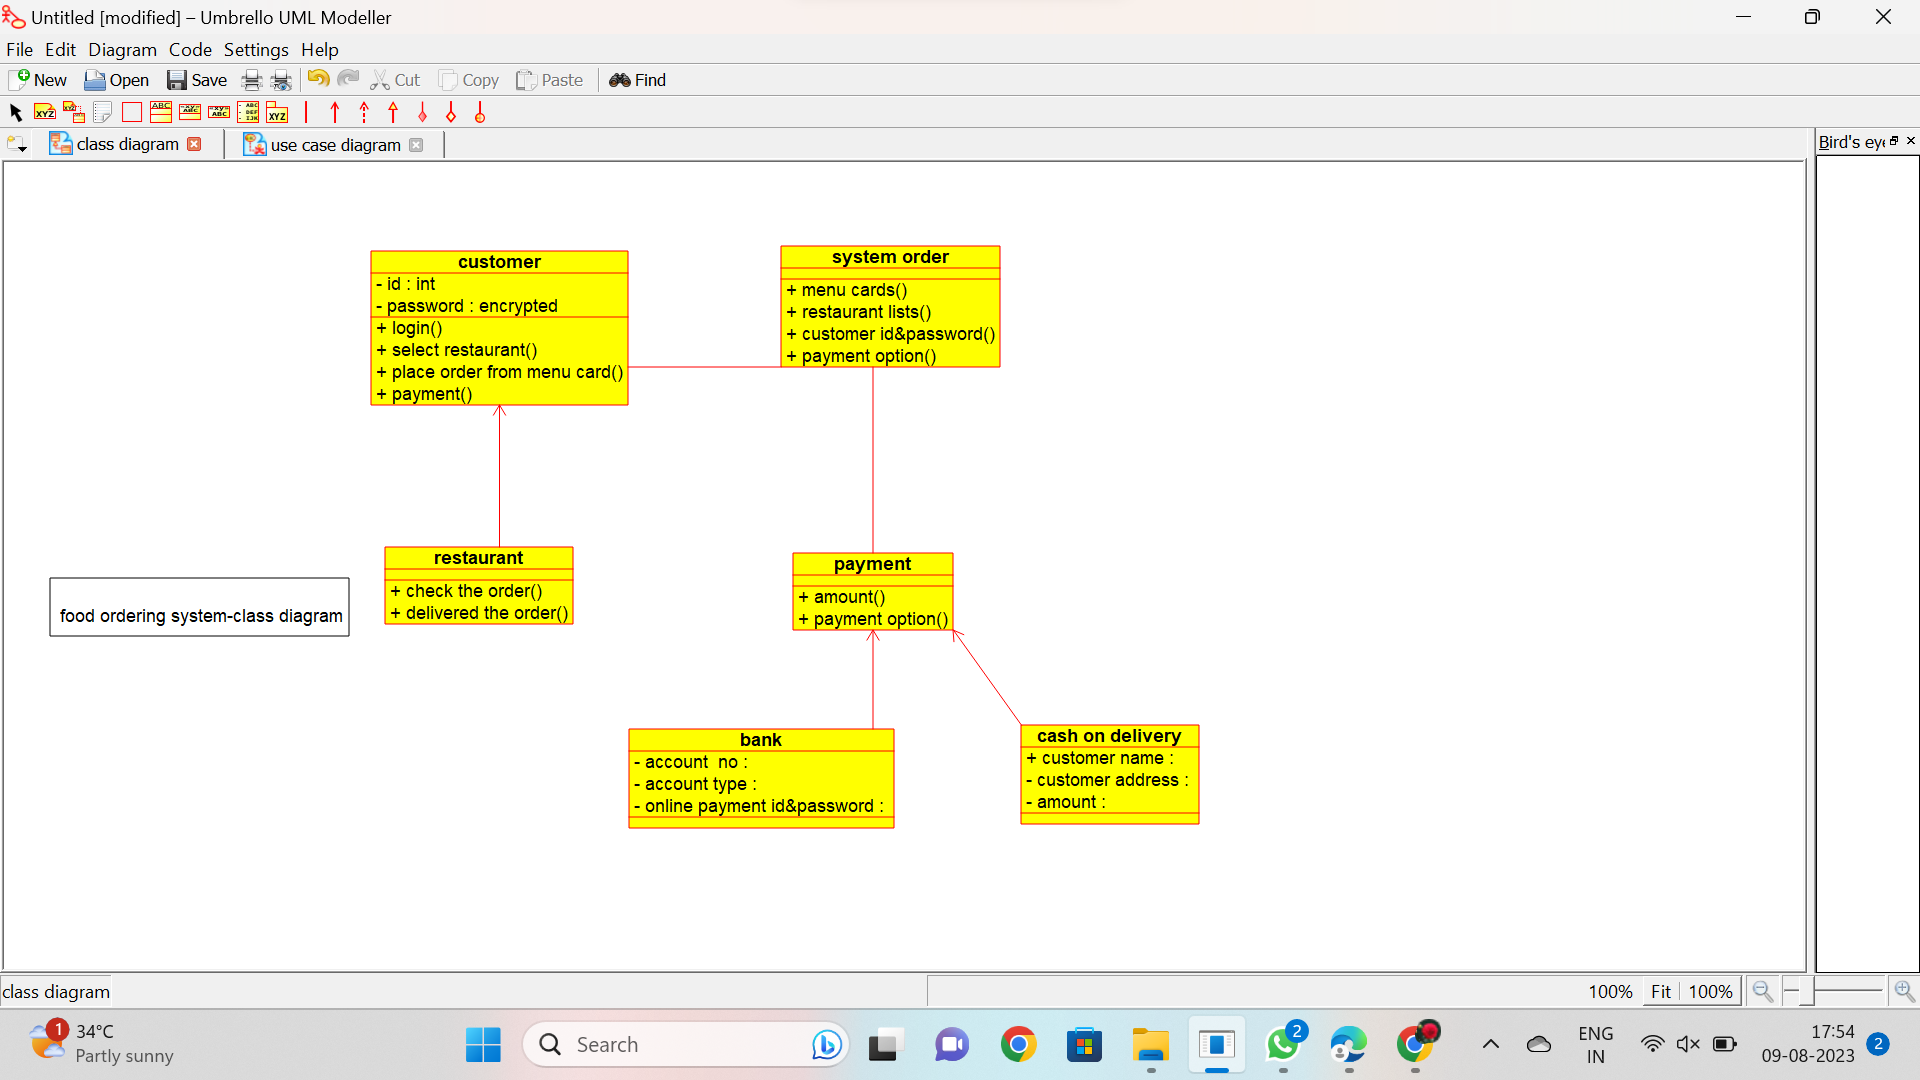 Untitled [modified] – Umbrello UML Modeller
File Edit Diagram Code Settings Help
New Open Save Cut Copy Paste Find
class diagram use case diagram
Bird's eye
customer
- id : int
- password : encrypted
+ login()
+ select restaurant()
+ place order from menu card()
+ payment()
system order
+ menu cards()
+ restaurant lists()
+ customer id&password()
+ payment option()
restaurant
+ check the order()
+ delivered the order()
food ordering system-class diagram
payment
+ amount()
+ payment option()
bank
- account  no :
- account type :
- online payment id&password :
cash on delivery
+ customer name :
- customer address :
- amount :
class diagram
100% Fit 100%
1
34°C
Partly sunny
Search
2
ENG
IN
17:54
09-08-2023
2